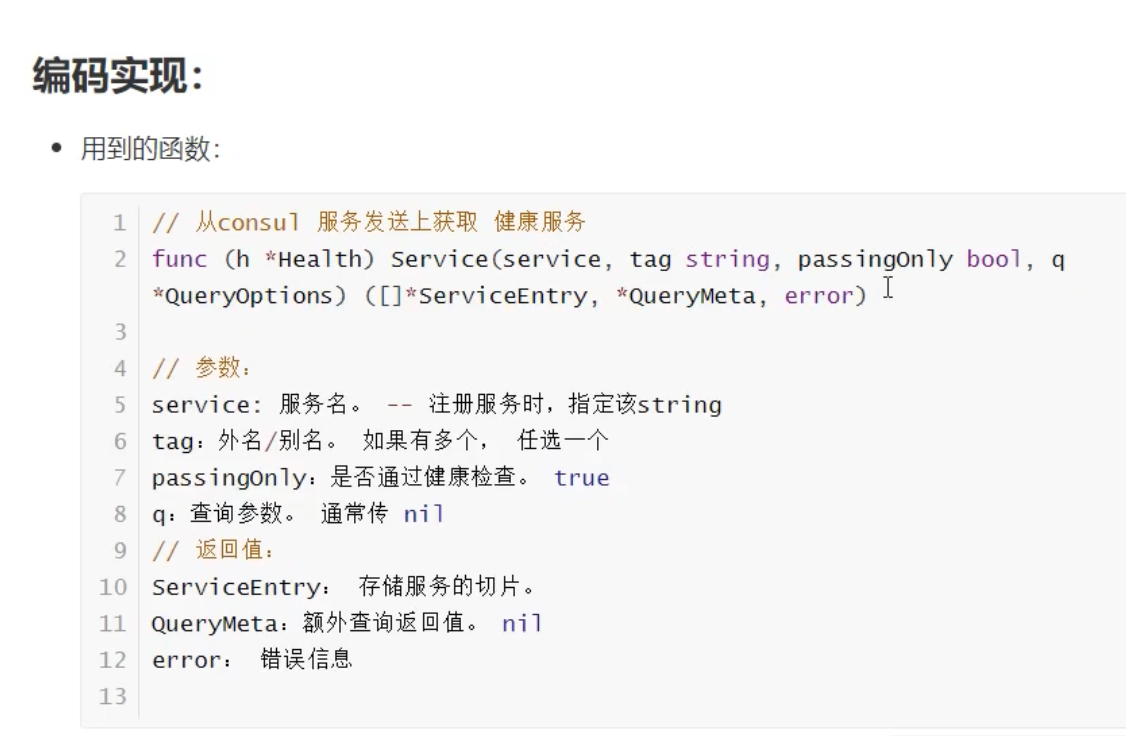 编码实现：
• 用到的函数：
1 // 从consul 服务发送上获取 健康服务
2 func (h *Health) Service(service, tag string, passingOnly bool, q
*QueryOptions) ([]*ServiceEntry, *QueryMeta, error)
3
4 // 参数：
5 service: 服务名。 -- 注册服务时，指定该string
6 tag：外名/别名。 如果有多个， 任选一个
7 passingOnly：是否通过健康检查。 true
8 q：查询参数。 通常传 nil
9 // 返回值：
10 ServiceEntry： 存储服务的切片。
11 QueryMeta：额外查询返回值。 nil
12 error： 错误信息
13